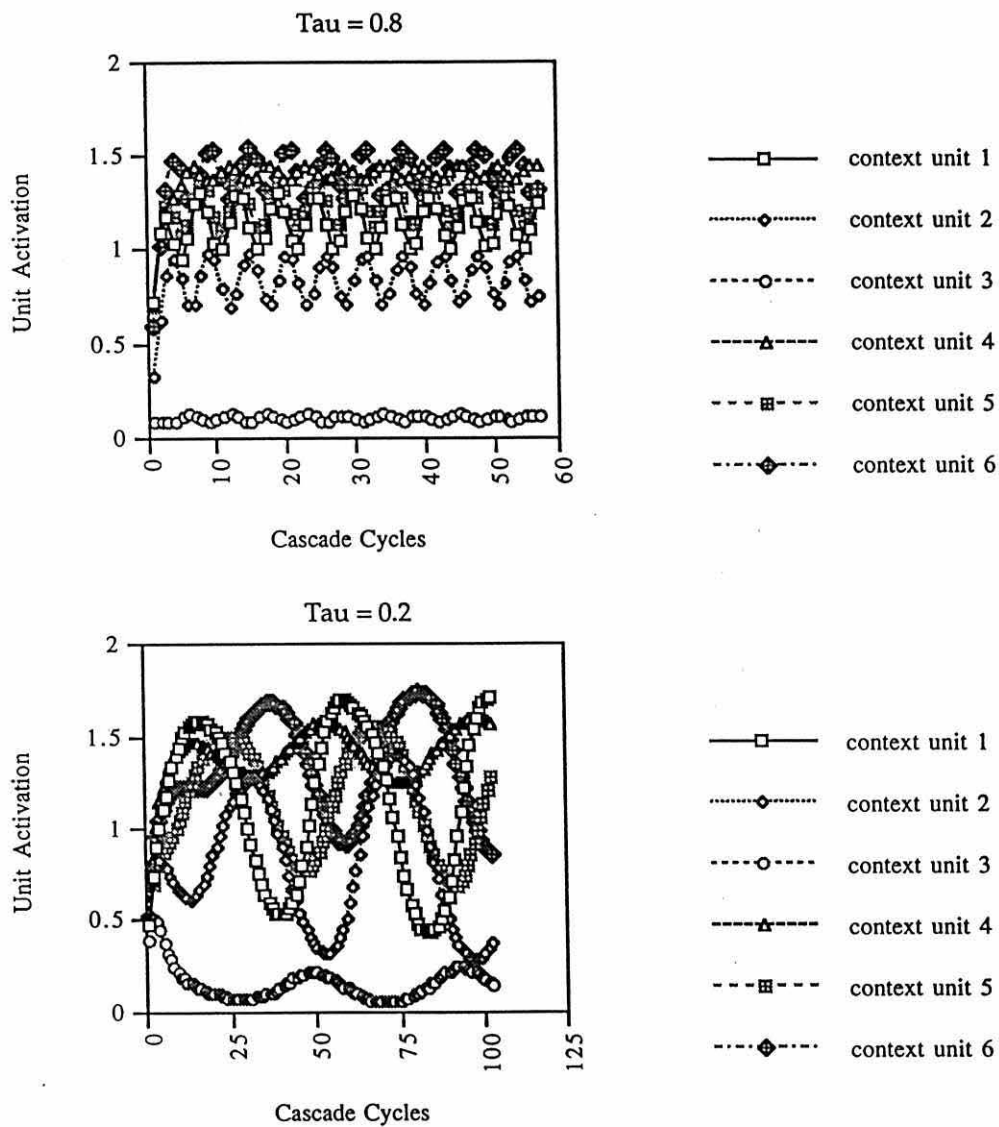 Tau = 0.8
2
1.5
1
0.5
0
Unit Activation
0 10 20 30 40 50 60
Cascade Cycles
context unit 1
context unit 2
context unit 3
context unit 4
context unit 5
context unit 6
Tau = 0.2
2
1.5
1
0.5
0
Unit Activation
0 25 50 75 100 125
Cascade Cycles
context unit 1
context unit 2
context unit 3
context unit 4
context unit 5
context unit 6